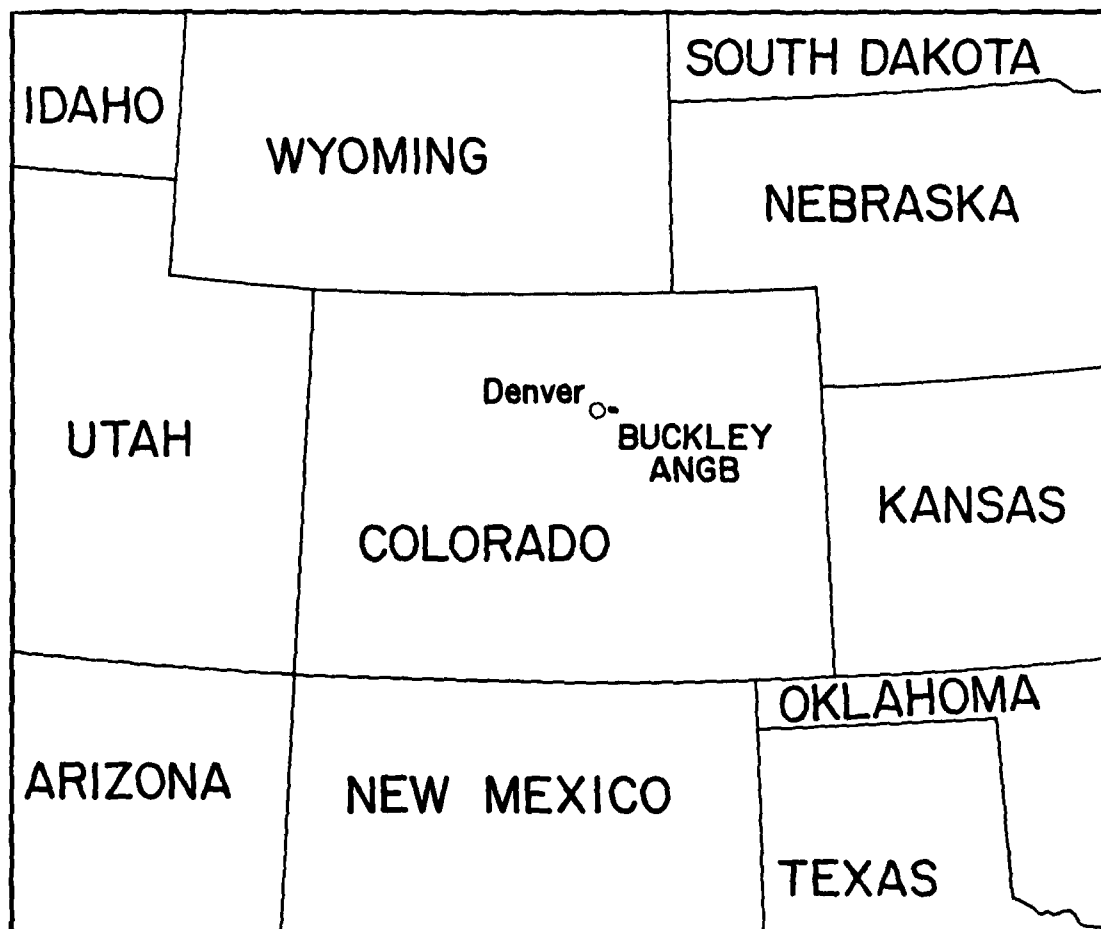 SOUTH DAKOTA
IDAHO
WYOMING
NEBRASKA
Denver
UTAH
BUCKLEY
ANGB
KANSAS
COLORADO
OKLAHOMA
ARIZONA
NEW MEXICO
TEXAS